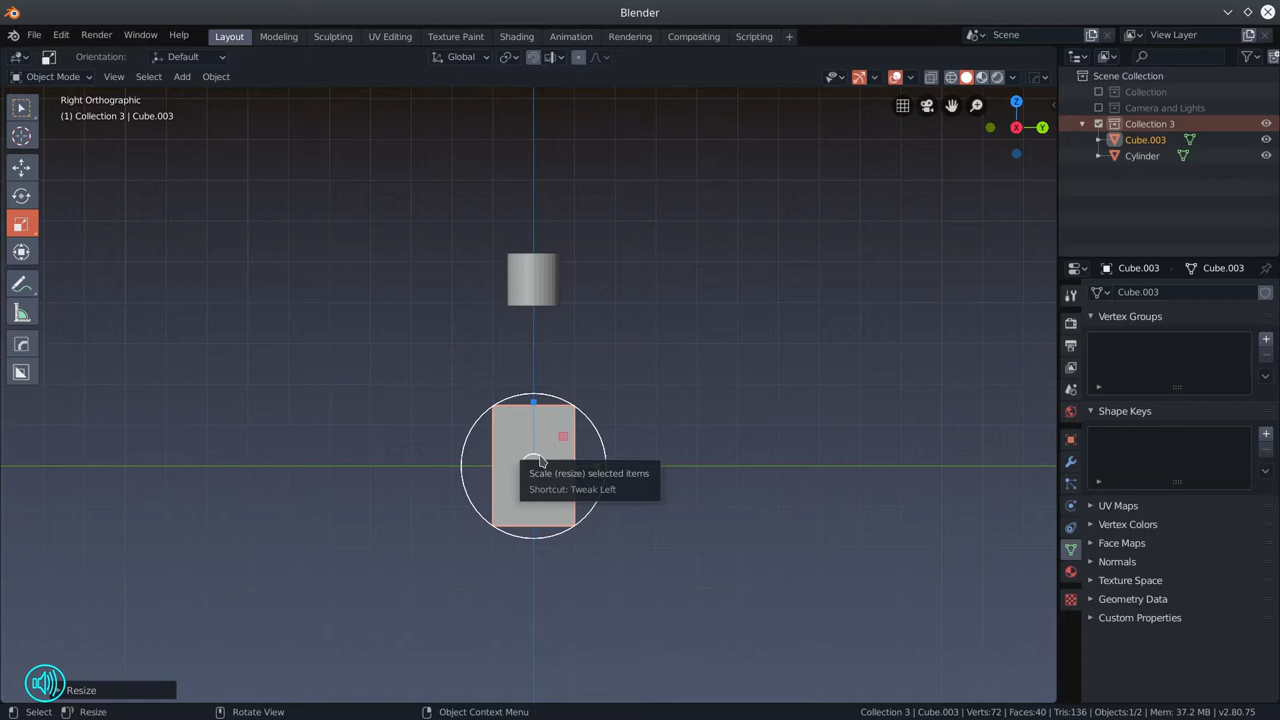 Blender
File Edit Render Window Help Layout Modeling Sculpting UV Editing Texture Paint Shading Animation Rendering Compositing Scripting + Scene View Layer
Orientation: Default Global
Object Mode View Select Add Object
Right Orthographic
(1) Collection 3 | Cube.003
Z
X
Y
Scene Collection
Collection
Camera and Lights
Collection 3
Cube.003
Cylinder
Cube.003 Cube.003
Cube.003
Vertex Groups
Shape Keys
UV Maps
Vertex Colors
Face Maps
Normals
Texture Space
Geometry Data
Custom Properties
Scale (resize) selected items
Shortcut: Tweak Left
Resize
Select Resize Rotate View Object Context Menu Collection 3 | Cube.003 | Verts:72 | Faces:40 | Tris:136 | Objects:1/2 | Mem: 37.2 MB | v2.80.75